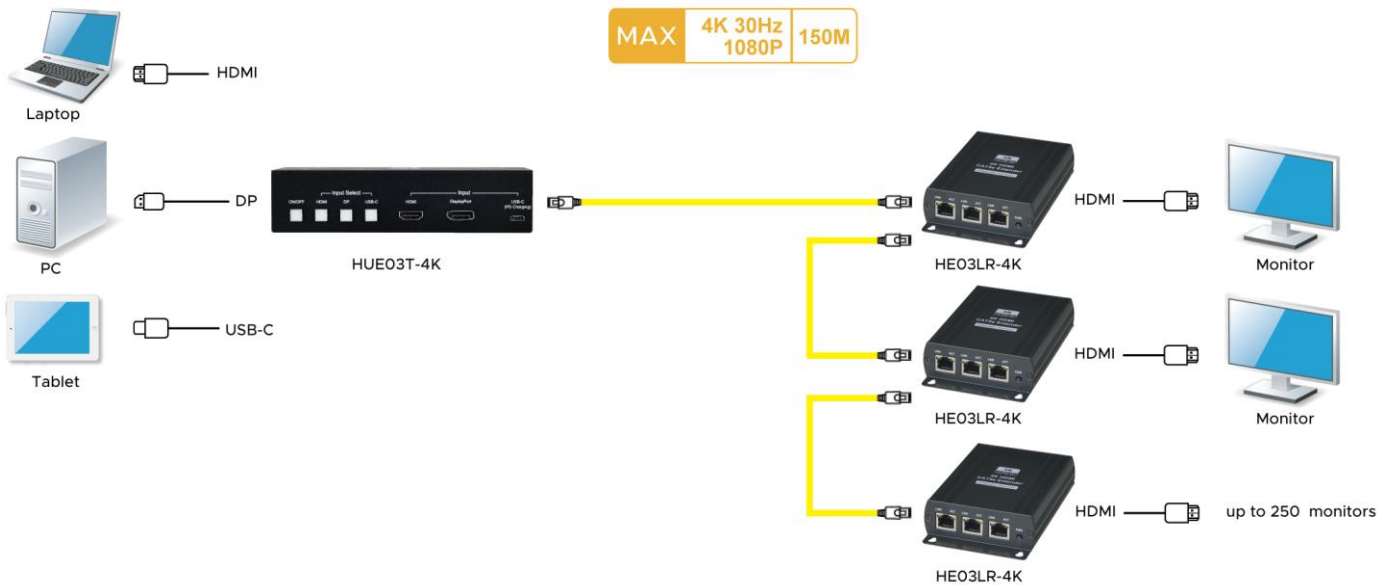 MAX
4K 30Hz
1080P
150M
HDMI
Laptop
DP
PC
Input Select
Input
ON/OFF
HDMI
DP
USB-C
HDMI
DisplayPort
USB-C
(PD Charging)
HUE03T-4K
USB-C
Tablet
HDMI
HE03LR-4K
Monitor
HDMI
HE03LR-4K
Monitor
HDMI
up to 250 monitors
HE03LR-4K